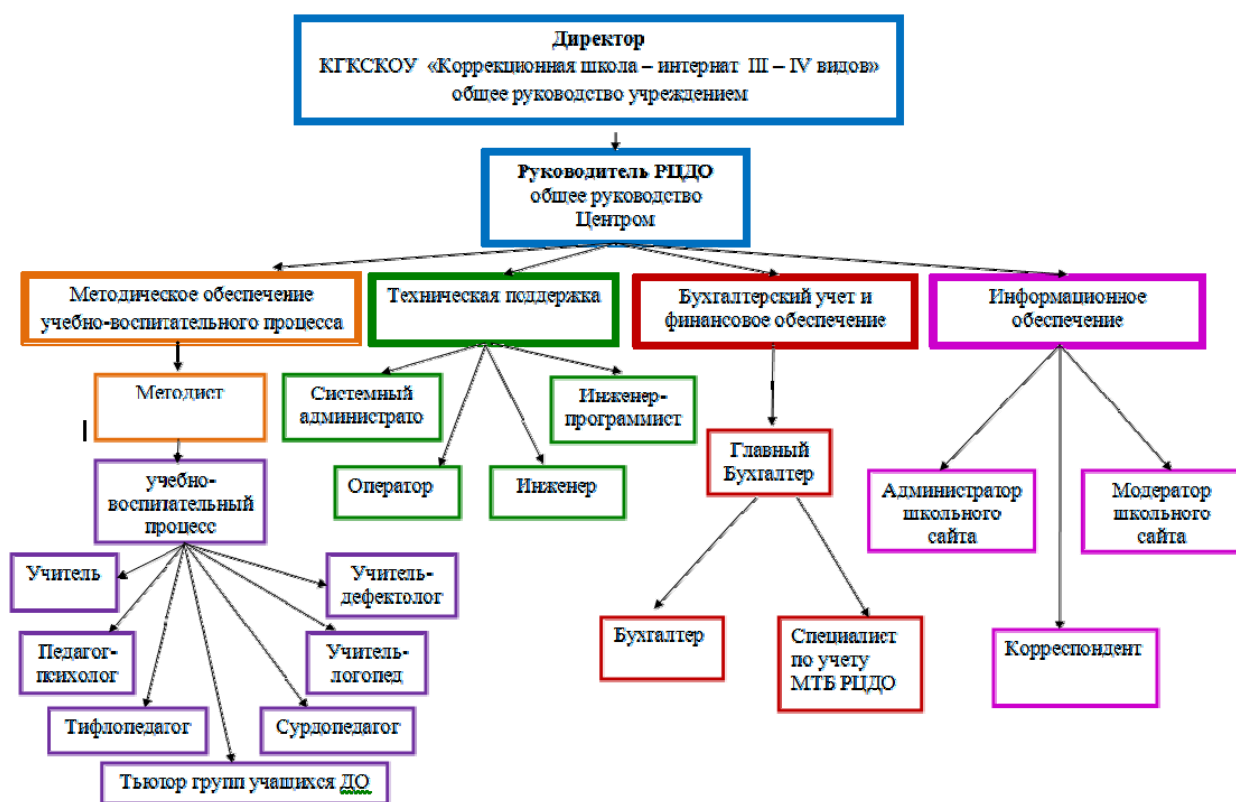 Директор
КГКСКОУ «Коррекционная школа – интернат III – IV видов»
общее руководство учреждением
Руководитель РЦДО
общее руководство
Центром
Методическое обеспечение
учебно-воспитательного процесса
Техническая поддержка
Бухгалтерский учет и
финансовое обеспечение
Информационное
обеспечение
Методист
Системный
администрато
Инженер-
программист
Оператор
Инженер
Главный
Бухгалтер
Администратор
школьного
сайта
Модератор
школьного
сайта
учебно-
воспитательный
процесс
Учитель
Учитель-
дефектолог
Педагог-
психолог
Учитель-
логопед
Тифлопедагог
Сурдопедагог
Тьютор групп учащихся ДО
Бухгалтер
Специалист
по учету
МТБ РЦДО
Корреспондент